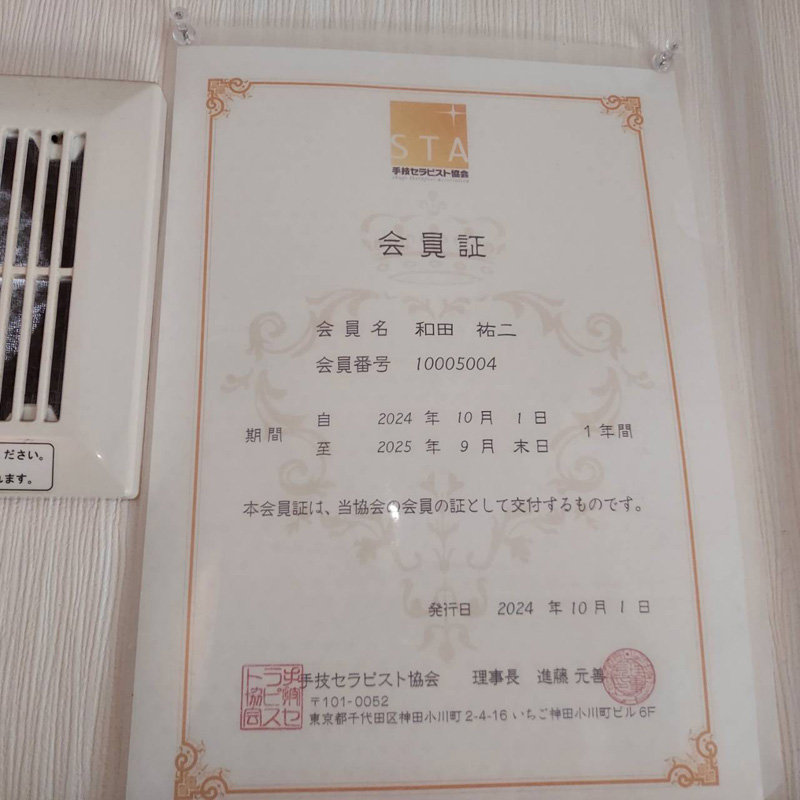 STA
手技セラピスト協会
会員証
会員名 和田 祐二
会員番号 10005004
期間
自 2024 年 10 月 1 日
至 2025 年 9 月 末日
1年間
本会員証は、当協会の会員の証として交付するものです。
発行日 2024 年 10 月 1 日
手技セラピスト協会 理事長 進藤 元善
〒101-0052
東京都千代田区神田小川町2-4-16 いちご神田小川町ビル6F
ださい。
ます。